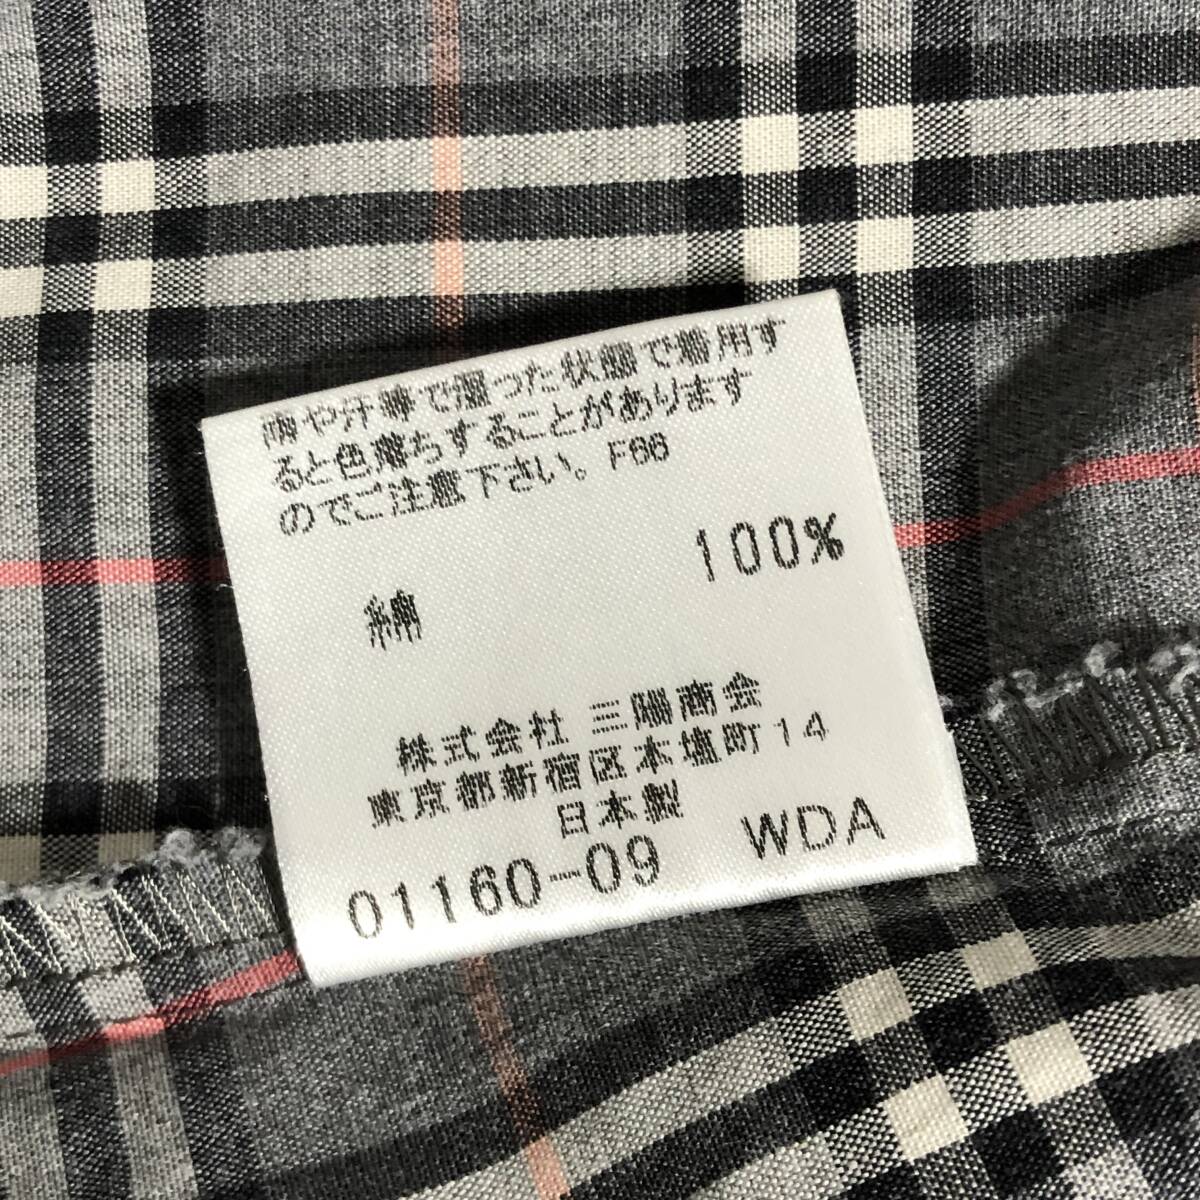 雨や汗等で湿った状態で着用す
ると色落ちすることがあります
のでご注意下さい。F66
綿 100%
株式会社 三陽商会
東京都新宿区本塩町14
日本製
01160-09 WDA